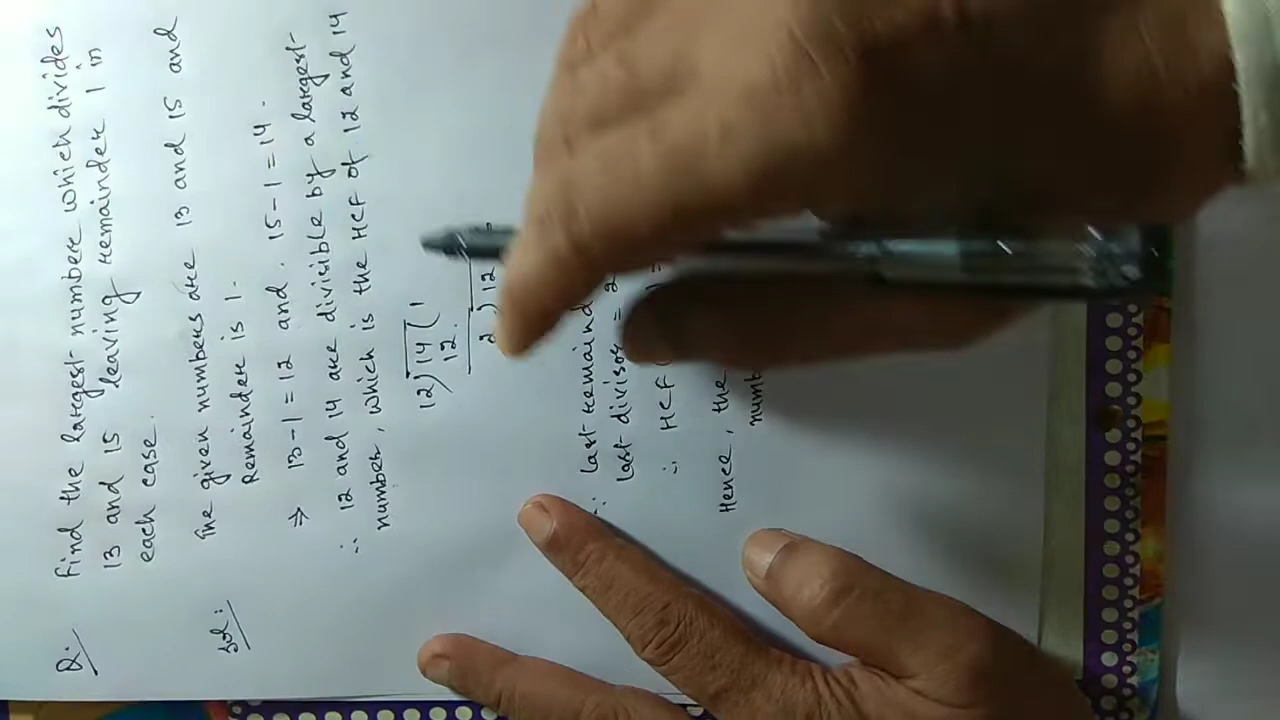 Q. Find the largest number which divides
13 and 15 leaving remainder 1 in
each case.
Sol: The given numbers are 13 and 15 and
Remainder is 1.
⇒ 13-1=12 and . 15-1=14.
∴ 12 and 14 are divisible by a largest
number, which is the HCF of 12 and 14
12)14(1
12.
2)12
∵ last remaind
last divisor = 2
∴ HCF
Hence, the
numb